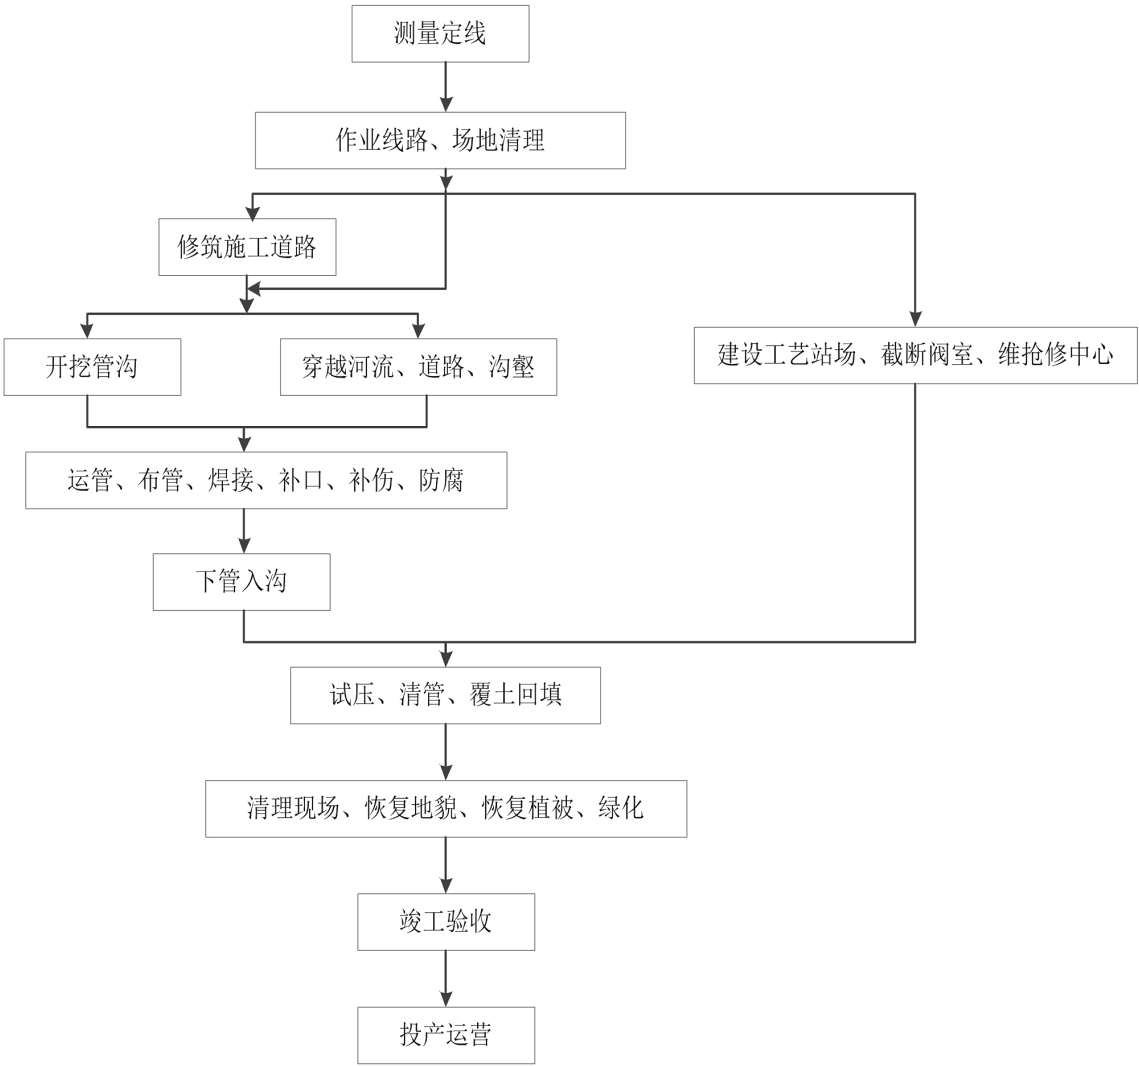 测量定线
作业线路、场地清理
修筑施工道路
开挖管沟
穿越河流、道路、沟壑
建设工艺站场、截断阀室、维抢修中心
运管、布管、焊接、补口、补伤、防腐
下管入沟
试压、清管、覆土回填
清理现场、恢复地貌、恢复植被、绿化
竣工验收
投产运营